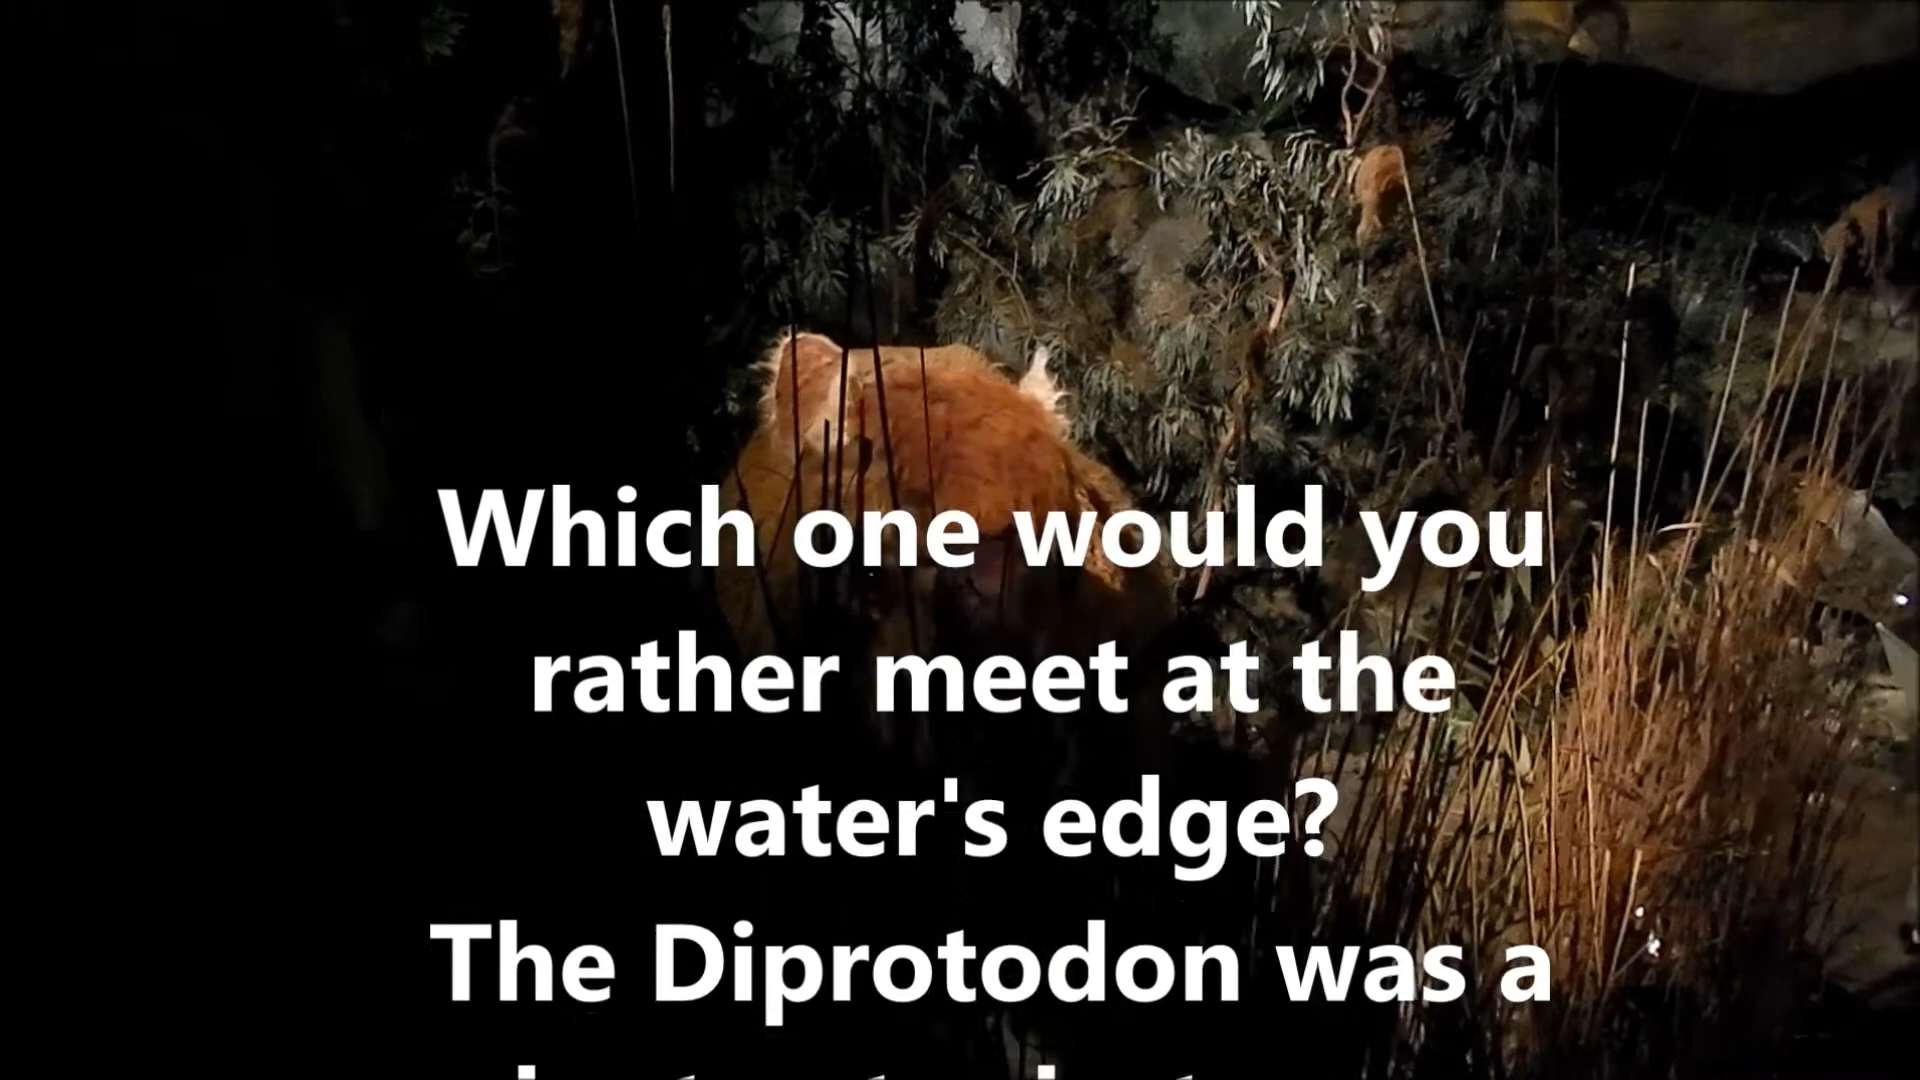 Which one would you
rather meet at the
water's edge?
The Diprotodon was a